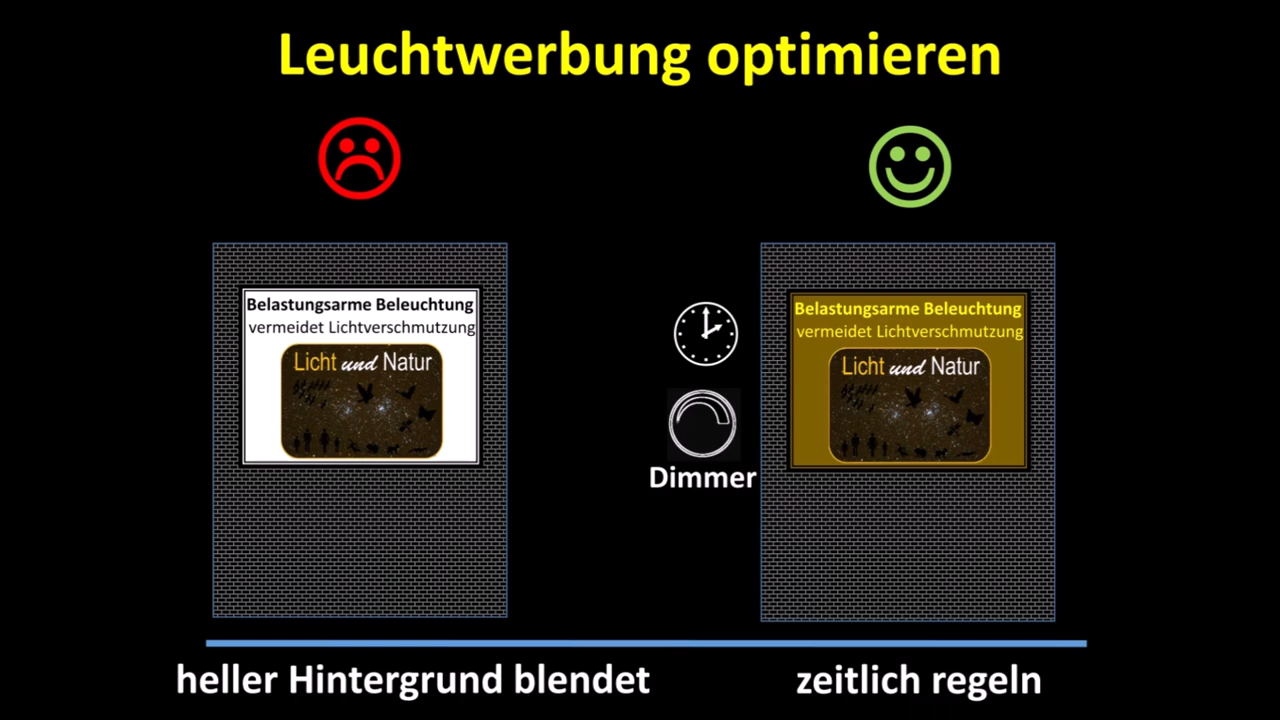 Leuchtwerbung optimieren
Belastungsarme Beleuchtung
vermeidet Lichtverschmutzung
Licht und Natur
Dimmer
Belastungsarme Beleuchtung
vermeidet Lichtverschmutzung
Licht und Natur
heller Hintergrund blendet
zeitlich regeln